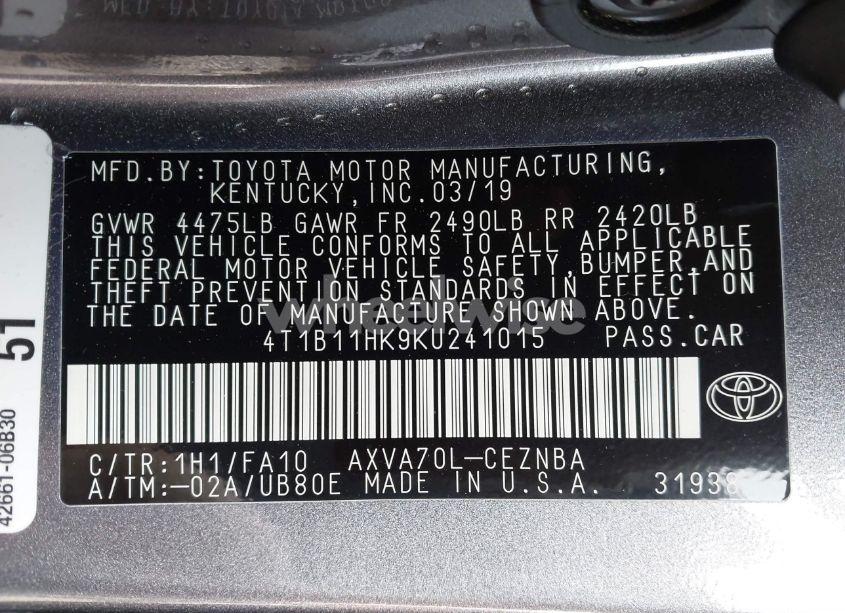 MFD.BY:TOYOTA MOTOR MANUFACTURING,
KENTUCKY,INC.03/19
GVWR 4475LB GAWR FR 2490LB RR 2420LB
THIS VEHICLE CONFORMS TO ALL APPLICABLE
FEDERAL MOTOR VEHICLE SAFETY,BUMPER,AND
THEFT PREVENTION STANDARDS IN EFFECT ON
THE DATE OF MANUFACTURE SHOWN ABOVE.
wheelwise
4T1B11HK9KU241015 PASS.CAR
C/TR:1H1/FA10 AXVA70L-CEZNBA
A/TM:-02A/UB80E MADE IN U.S.A. 31938
51
42661-06B30